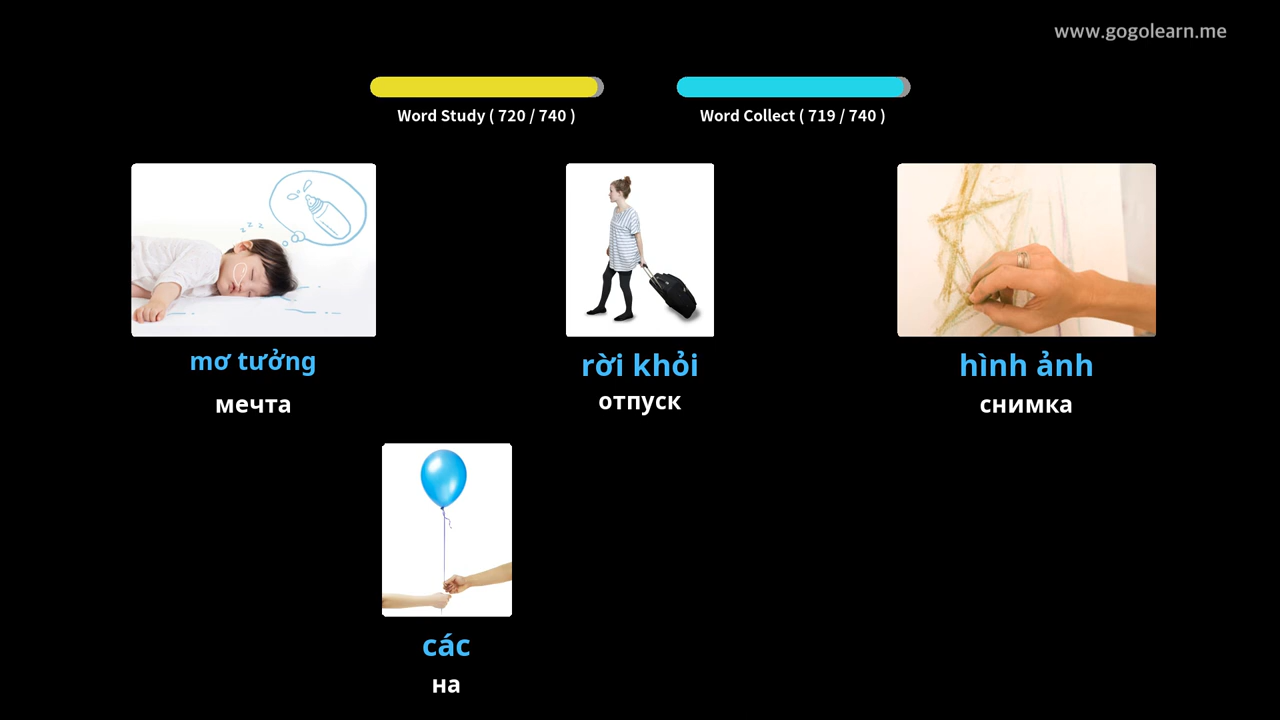 www.gogolearn.me
Word Study ( 720 / 740 )
Word Collect ( 719 / 740 )
mơ tưởng
мечта
rời khỏi
отпуск
hình ảnh
снимка
các
на